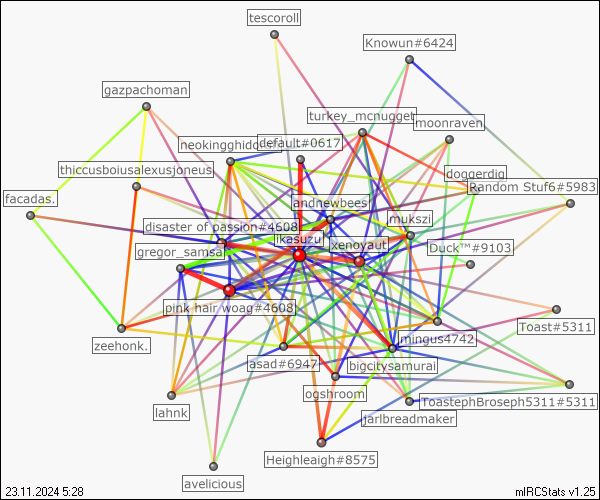 tescoroll
Knowun#6424
gazpachoman
turkey_mcnugget
moonraven
neokingghidorah
default#0617
thiccusboiusalexusjoneus
doggerdig
Random Stuf6#5983
facadas.
andnewbees
mukszi
disaster of passion#4608
ikasuzu
xenoyaut
Duck™#9103
gregor_samsa
pink hair woag#4608
Toast#5311
zeehonk.
mingus4742
asad#6947
bigcitysamurai
ogshroom
ToastephBroseph5311#5311
lahnk
jarlbreadmaker
Heighleaigh#8575
avelicious
23.11.2024 5:28
mIRCStats v1.25